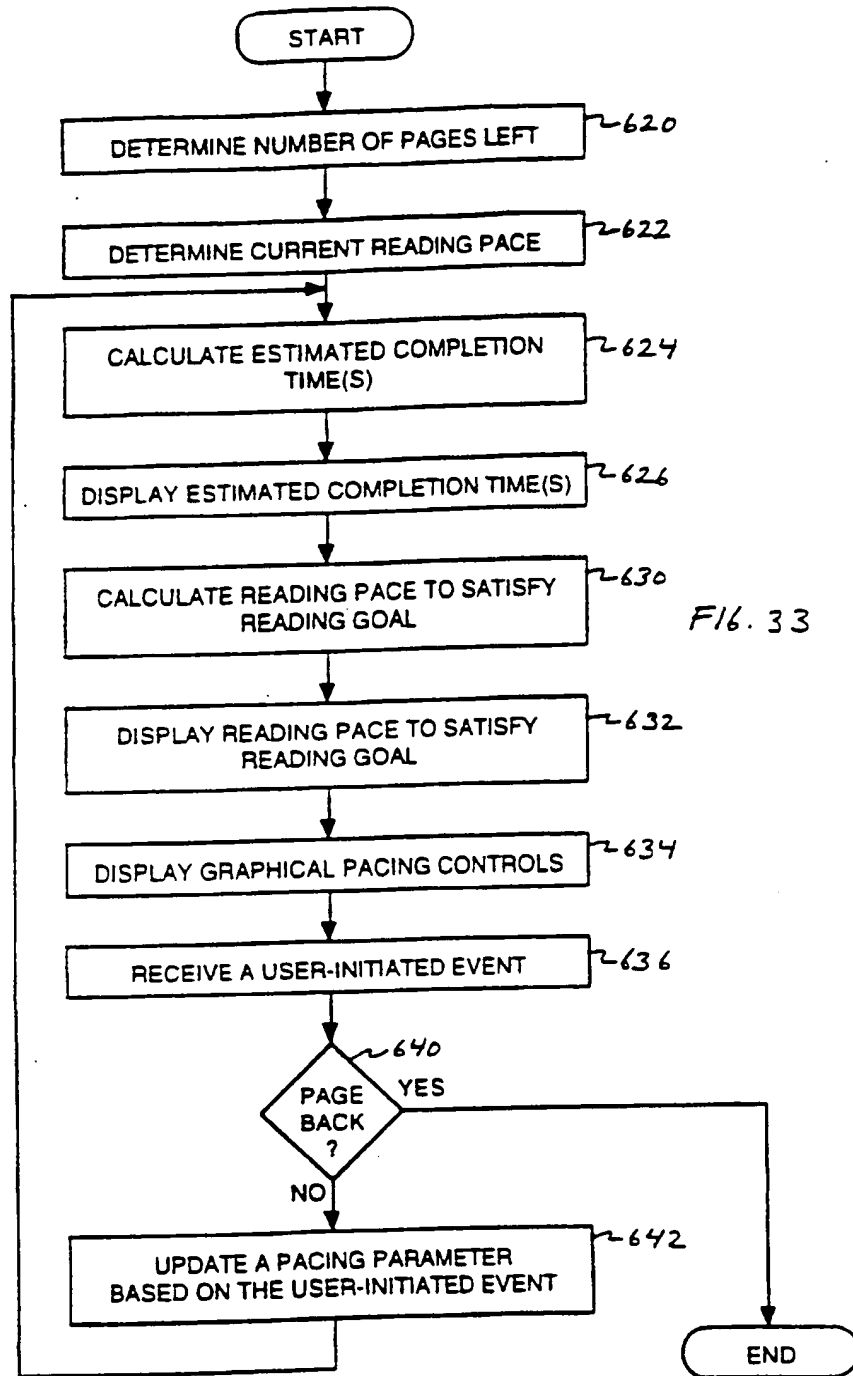 START
DETERMINE NUMBER OF PAGES LEFT
620
DETERMINE CURRENT READING PACE
622
CALCULATE ESTIMATED COMPLETION
TIME(S)
624
DISPLAY ESTIMATED COMPLETION TIME(S)
626
CALCULATE READING PACE TO SATISFY
READING GOAL
630
FIG. 33
DISPLAY READING PACE TO SATISFY
READING GOAL
632
DISPLAY GRAPHICAL PACING CONTROLS
634
RECEIVE A USER-INITIATED EVENT
636
640
PAGE
BACK
?
YES
NO
UPDATE A PACING PARAMETER
BASED ON THE USER-INITIATED EVENT
642
END